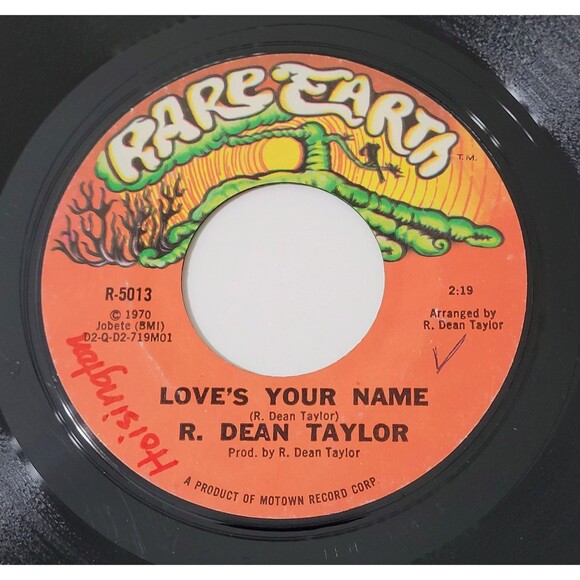 RARE EARTH
T.M.
R-5013
© 1970
Jobete (BMI)
D2-Q-D2-719M01
2:19
Arranged by
R. Dean Taylor
Hoisington
LOVE'S YOUR NAME
(R. Dean Taylor)
R. DEAN TAYLOR
Prod. by R. Dean Taylor
A PRODUCT OF MOTOWN RECORD CORP.